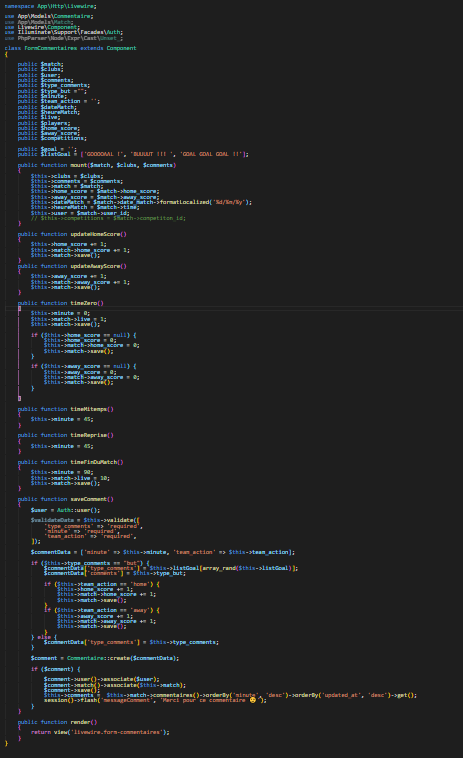 namespace App\Http\Livewire;
use App\Models\Commentaire;
use App\Models\Match;
use Livewire\Component;
use Illuminate\Support\Facades\Auth;
use PhpParser\Node\Expr\Cast\Unset_;
class FormCommentaires extends Component
{
public $match;
public $clubs;
public $user;
public $comments;
public $type_comments;
public $type_but ='';
public $minute;
public $team_action = '';
public $dateMatch;
public $heureMatch;
public $live;
public $players;
public $home_score;
public $away_score;
public $competitions;
public $goal = '';
public $listGoal = ['GOOOOAAL !', 'BUUUUT !!! ', 'GOAL GOAL GOAL !!'];
public function mount($match, $clubs, $comments)
{
$this->clubs = $clubs;
$this->comments = $comments;
$this->match = $match;
$this->home_score = $match->home_score;
$this->away_score = $match->away_score;
$this->dateMatch = $match->date_match->formatLocalized('%d/%m/%y');
$this->heureMatch = $match->time;
$this->user = $match->user_id;
// $this->competitions = $Match->competiton_id;
}
public function updateHomeScore()
{
$this->home_score += 1;
$this->match->home_score += 1;
$this->match->save();
}
public function updateAwayScore()
{
$this->away_score += 1;
$this->match->away_score += 1;
$this->match->save();
}
public function timeZero()
{
$this->minute = 0;
$this->match->live = 1;
$this->match->save();
if ($this->home_score == null) {
$this->home_score = 0;
$this->match->home_score = 0;
$this->match->save();
}
if ($this->away_score == null) {
$this->away_score = 0;
$this->match->away_score = 0;
$this->match->save();
}
}
public function timeMitemps()
{
$this->minute = 45;
}
public function timeReprise()
{
$this->minute = 45;
}
public function timeFinDuMatch()
{
$this->minute = 90;
$this->match->live = 10;
$this->match->save();
}
public function saveComment()
{
$user = Auth::user();
$validateData = $this->validate([
'type_comments' => 'required',
'minute' => 'required',
'team_action' => 'required',
]);
$commentData = ['minute' => $this->minute, 'team_action' => $this->team_action];
if ($this->type_comments == "but") {
$commentData['type_comments'] = $this->listGoal[array_rand($this->listGoal)];
$commentData['comments'] = $this->type_but;
if ($this->team_action == 'home') {
$this->home_score += 1;
$this->match->home_score += 1;
$this->match->save();
}
if ($this->team_action == 'away') {
$this->away_score += 1;
$this->match->away_score += 1;
$this->match->save();
}
} else {
$commentData['type_comments'] = $this->type_comments;
}
$comment = Commentaire::create($commentData);
if ($comment) {
$comment->user()->associate($user);
$comment->match()->associate($this->match);
$comment->save();
$this->comments = $this->match->commentaires()->orderBy('minute', 'desc')->orderBy('updated_at', 'desc')->get();
session()->flash('messageComment', 'Merci pour ce commentaire 😉');
}
}
public function render()
{
return view('livewire.form-commentaires');
}
}